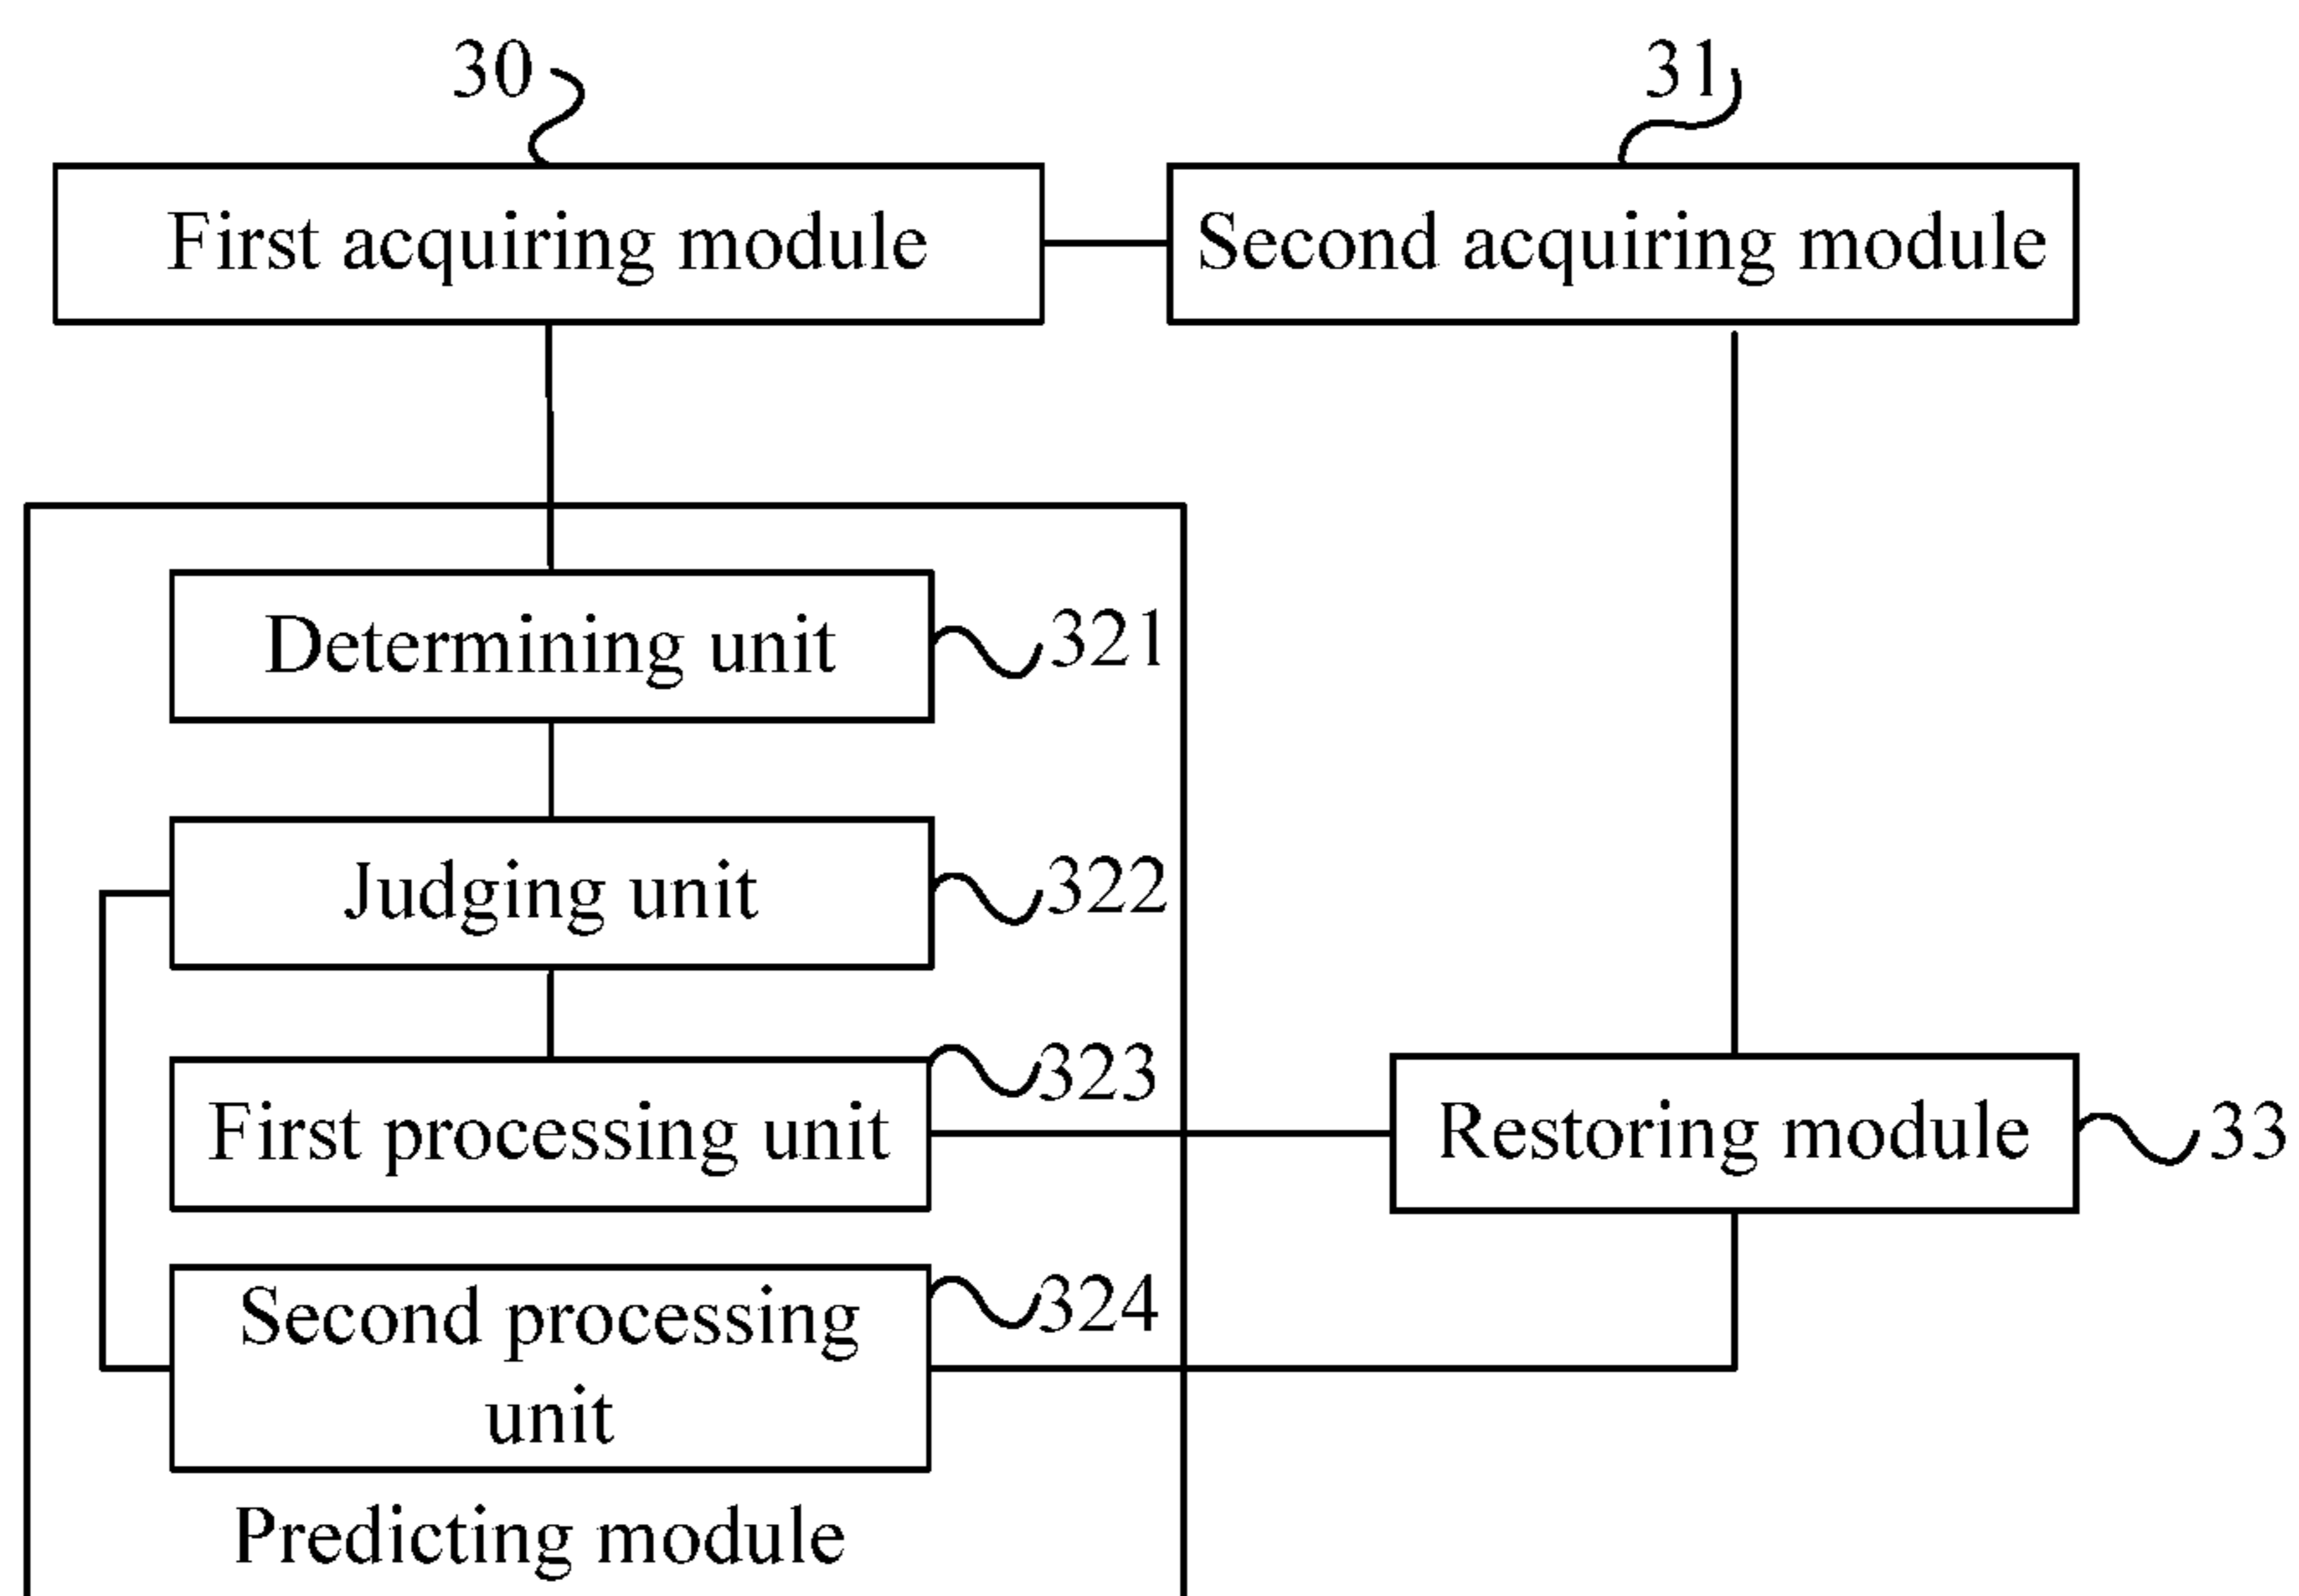 30
31
First acquiring module
Second acquiring module
Determining unit
321
Judging unit
322
323
First processing unit
Restoring module
33
Second processing
unit
324
Predicting module